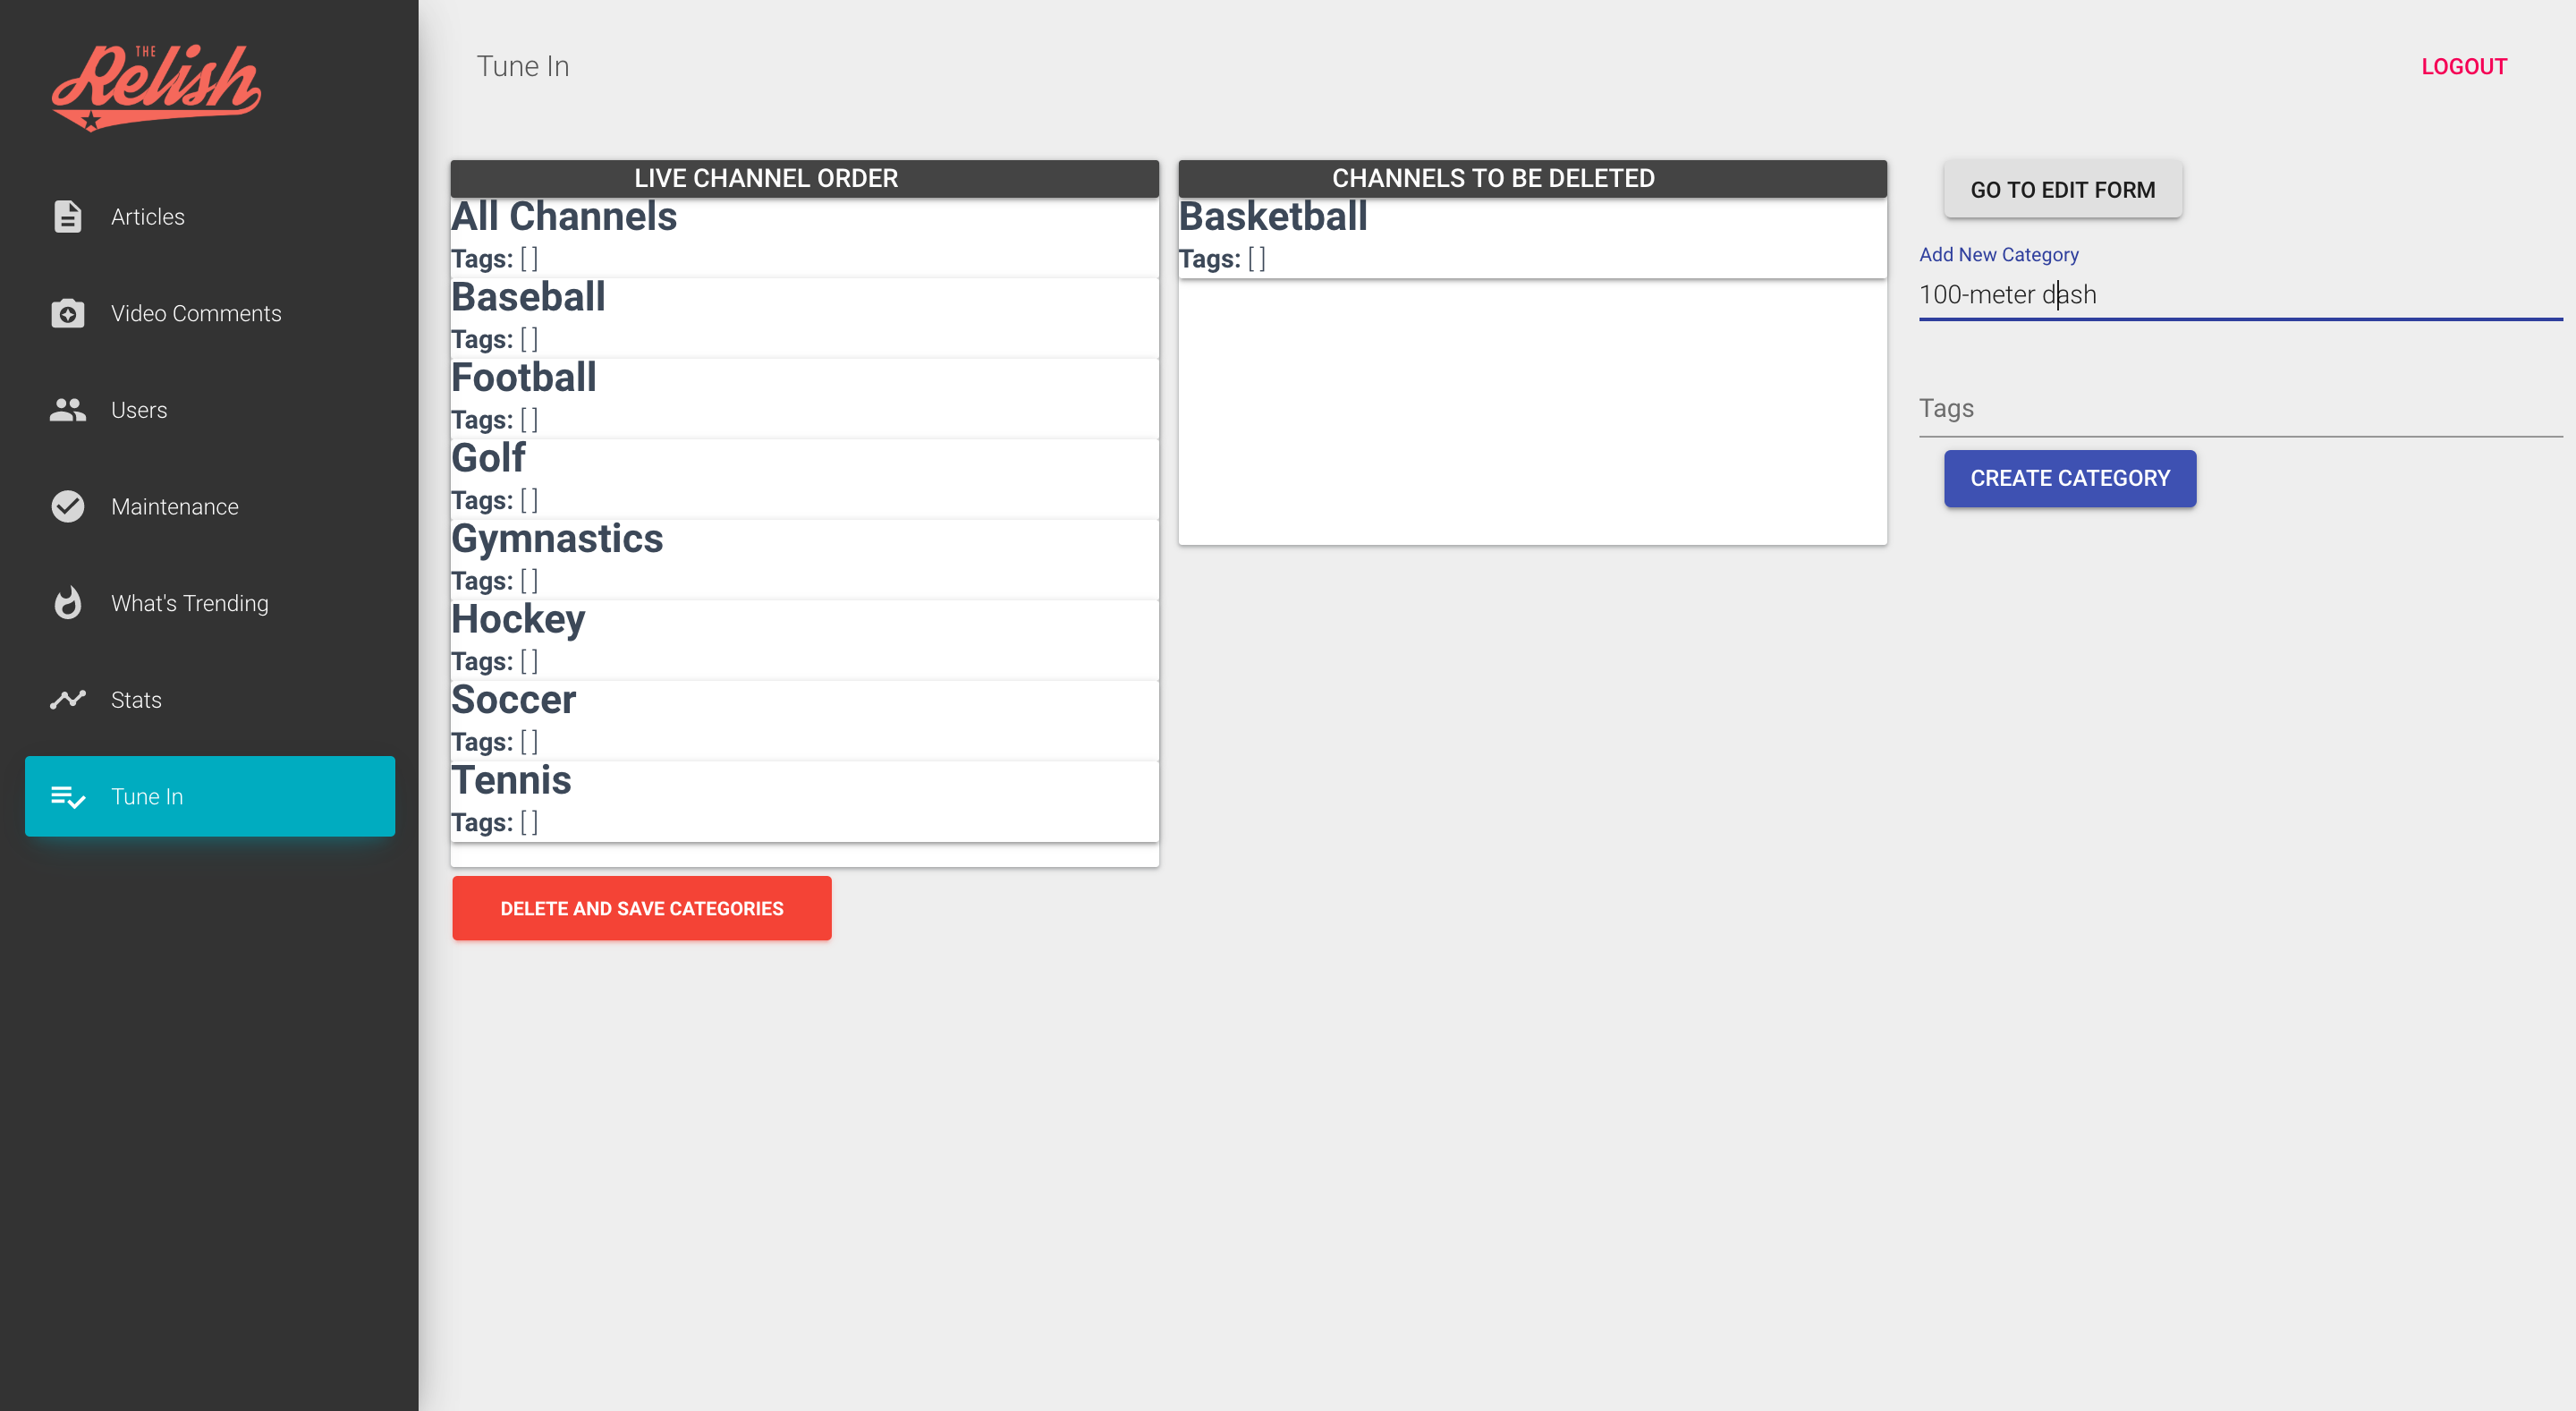 THE
Relish
Articles
Video Comments
Users
Maintenance
What's Trending
Stats
Tune In
Tune In
LOGOUT
LIVE CHANNEL ORDER
All Channels
Tags: [ ]
Baseball
Tags: [ ]
Football
Tags: [ ]
Golf
Tags: [ ]
Gymnastics
Tags: [ ]
Hockey
Tags: [ ]
Soccer
Tags: [ ]
Tennis
Tags: [ ]
DELETE AND SAVE CATEGORIES
CHANNELS TO BE DELETED
Basketball
Tags: [ ]
GO TO EDIT FORM
Add New Category
100-meter dash
Tags
CREATE CATEGORY